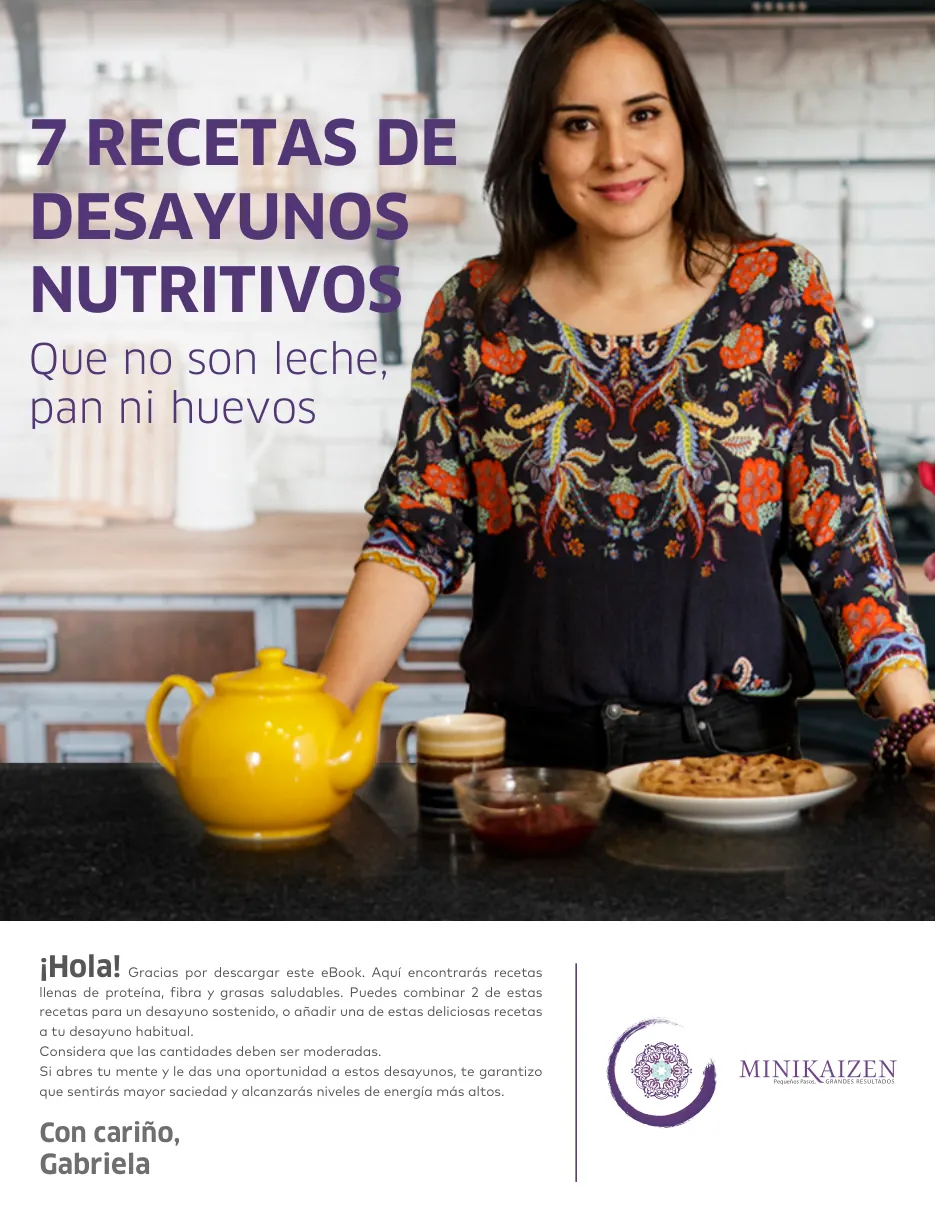 7 RECETAS DE
DESAYUNOS
NUTRITIVOS
Que no son leche,
pan ni huevos
¡Hola! Gracias por descargar este eBook. Aquí encontrarás recetas
llenas de proteína, fibra y grasas saludables. Puedes combinar 2 de estas
recetas para un desayuno sostenido, o añadir una de estas deliciosas recetas
a tu desayuno habitual.
Considera que las cantidades deben ser moderadas.
Si abres tu mente y le das una oportunidad a estos desayunos, te garantizo
que sentirás mayor saciedad y alcanzarás niveles de energía más altos.
Con cariño,
Gabriela
MINIKAIZEN
Pequeños Pasos, GRANDES RESULTADOS